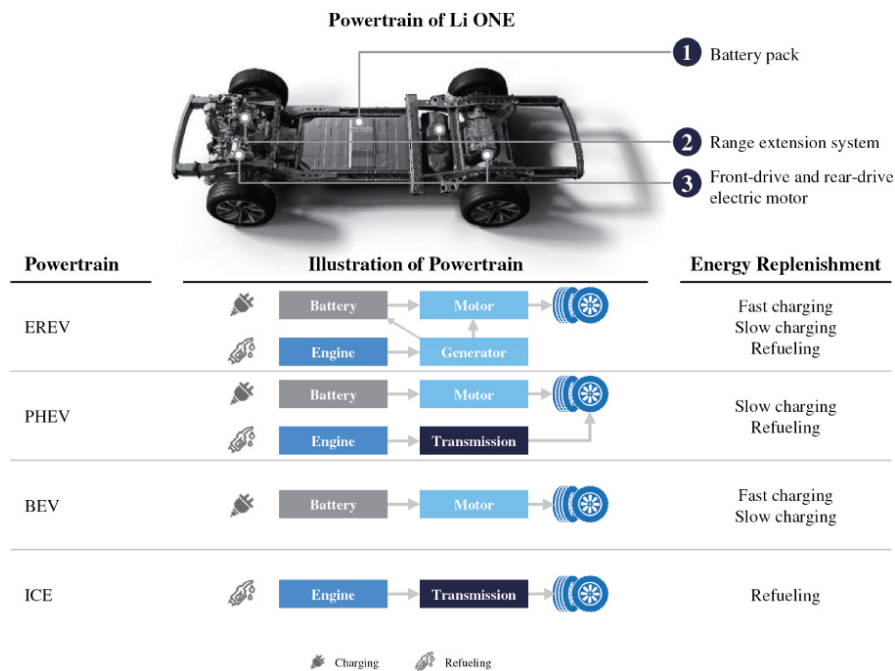 Powertrain of Li ONE
1 Battery pack
2 Range extension system
3 Front-drive and rear-drive
electric motor
Powertrain
Illustration of Powertrain
Energy Replenishment
EREV
Battery
Motor
Engine
Generator
Fast charging
Slow charging
Refueling
PHEV
Battery
Motor
Engine
Transmission
Slow charging
Refueling
BEV
Battery
Motor
Fast charging
Slow charging
ICE
Engine
Transmission
Refueling
Charging
Refueling